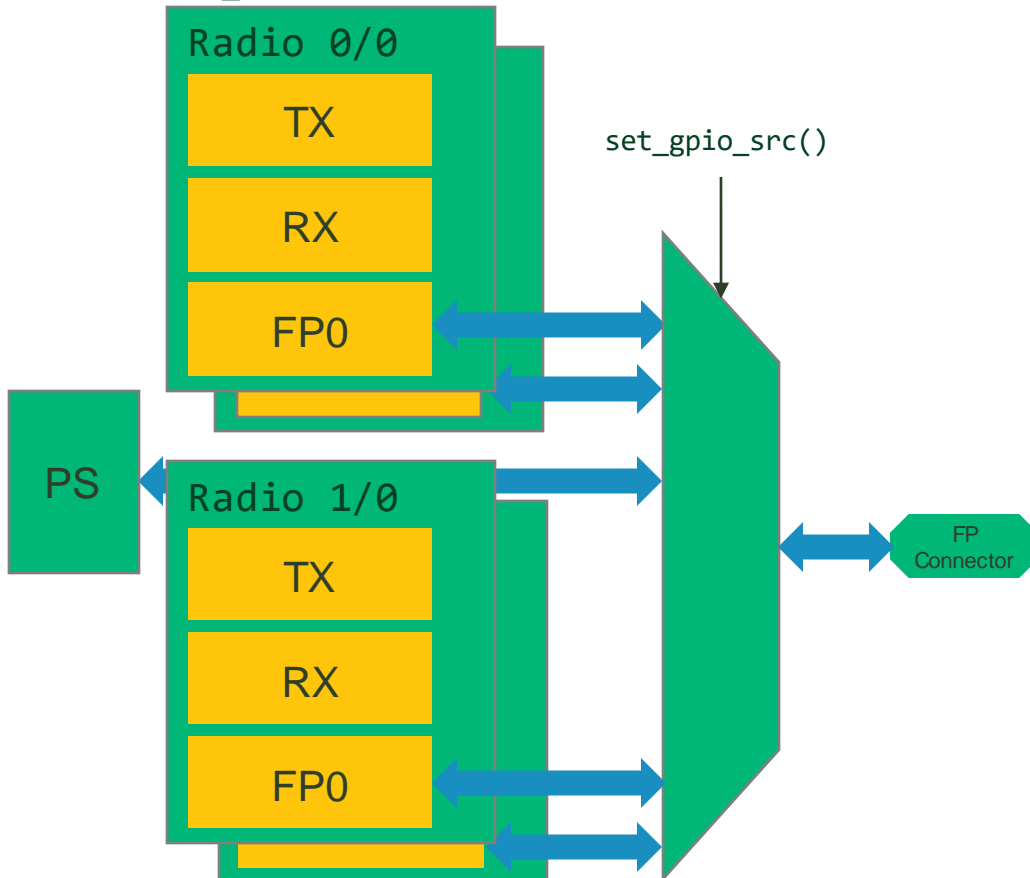 Radio 0/0
TX
RX
FP0
set_gpio_src()
PS
Radio 1/0
TX
RX
FP0
FP
Connector